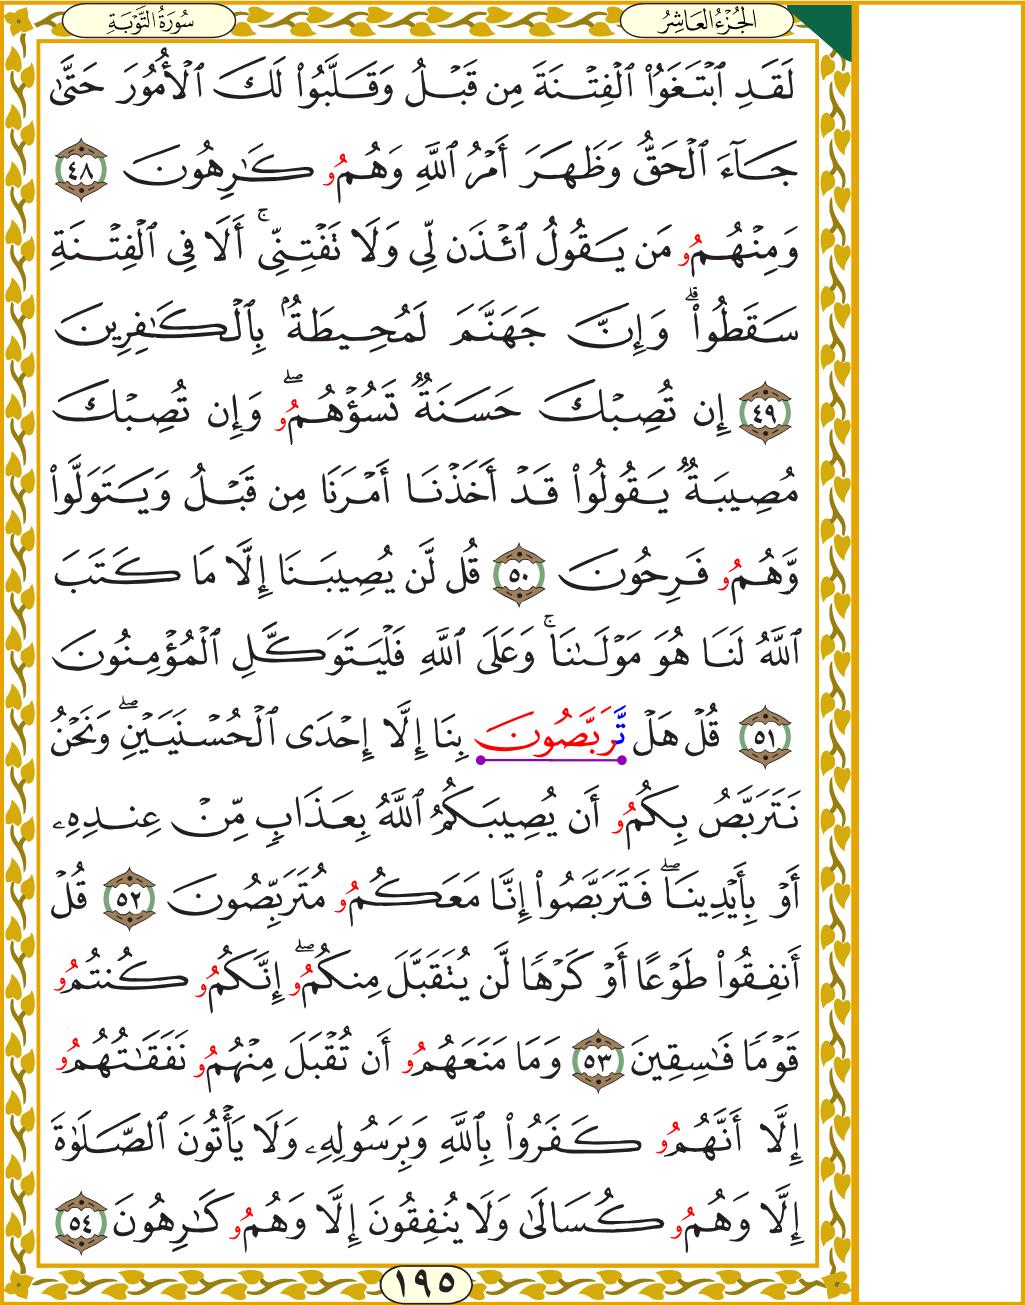 الجُزْءُ العَاشِرُ
سُورَةُ التَّوْبَةِ
لَقَدِ ٱبْتَغَوُاْ ٱلْفِتْنَةَ مِن قَبْلُ وَقَلَّبُواْ لَكَ ٱلْأُمُورَ حَتَّىٰ
جَآءَ ٱلْحَقُّ وَظَهَرَ أَمْرُ ٱللَّهِ وَهُمُو كَٰرِهُونَ ٤٨
وَمِنْهُمُو مَن يَقُولُ ٱئْذَن لِّي وَلَا تَفْتِنِّيٓۚ أَلَا فِي ٱلْفِتْنَةِ
سَقَطُواْۗ وَإِنَّ جَهَنَّمَ لَمُحِيطَةُۢ بِٱلْكَٰفِرِينَ
٤٩ إِن تُصِبْكَ حَسَنَةٌ تَسُؤْهُمُوۖ وَإِن تُصِبْكَ
مُصِيبَةٌ يَقُولُواْ قَدْ أَخَذْنَا أَمْرَنَا مِن قَبْلُ وَيَتَوَلَّواْ
وَّهُمُو فَرِحُونَ ٥٠ قُل لَّن يُصِيبَنَا إِلَّا مَا كَتَبَ
ٱللَّهُ لَنَا هُوَ مَوْلَىٰنَاۚ وَعَلَى ٱللَّهِ فَلْيَتَوَكَّلِ ٱلْمُؤْمِنُونَ
٥١ قُلْ هَلْ تَّرَبَّصُونَ بِنَا إِلَّا إِحْدَى ٱلْحُسْنَيَيْنِۖ وَنَحْنُ
نَتَرَبَّصُ بِكُمُو أَن يُصِيبَكُمُ ٱللَّهُ بِعَذَابٍ مِّنْ عِندِهِۦ
أَوْ بِأَيْدِينَاۖ فَتَرَبَّصُواْ إِنَّا مَعَكُمُو مُتَرَبِّصُونَ ٥٢ قُلْ
أَنفِقُواْ طَوْعًا أَوْ كَرْهًا لَّن يُتَقَبَّلَ مِنكُمُوۖ إِنَّكُمُو كُنتُمُو
قَوْمًا فَٰسِقِينَ ٥٣ وَمَا مَنَعَهُمُو أَن تُقْبَلَ مِنْهُمُو نَفَقَٰتُهُمُو
إِلَّا أَنَّهُمُو كَفَرُواْ بِٱللَّهِ وَبِرَسُولِهِۦ وَلَا يَأْتُونَ ٱلصَّلَوٰةَ
إِلَّا وَهُمُو كُسَالَىٰ وَلَا يُنفِقُونَ إِلَّا وَهُمُو كَٰرِهُونَ ٥٤
١٩٥